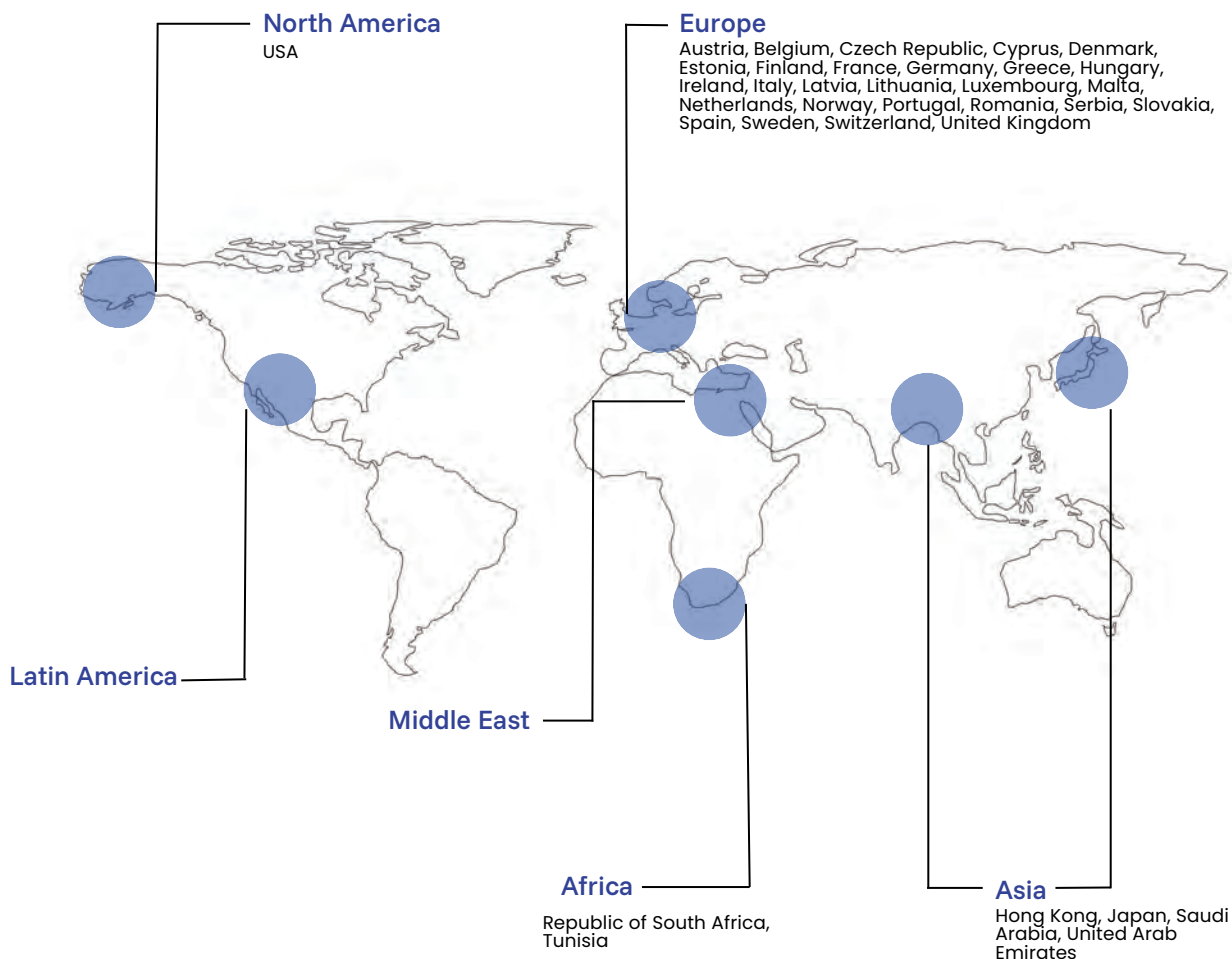 North America
USA
Europe
Austria, Belgium, Czech Republic, Cyprus, Denmark,
Estonia, Finland, France, Germany, Greece, Hungary,
Ireland, Italy, Latvia, Lithuania, Luxembourg, Malta,
Netherlands, Norway, Portugal, Romania, Serbia, Slovakia,
Spain, Sweden, Switzerland, United Kingdom
Latin America
Middle East
Africa
Republic of South Africa,
Tunisia
Asia
Hong Kong, Japan, Saudi
Arabia, United Arab
Emirates